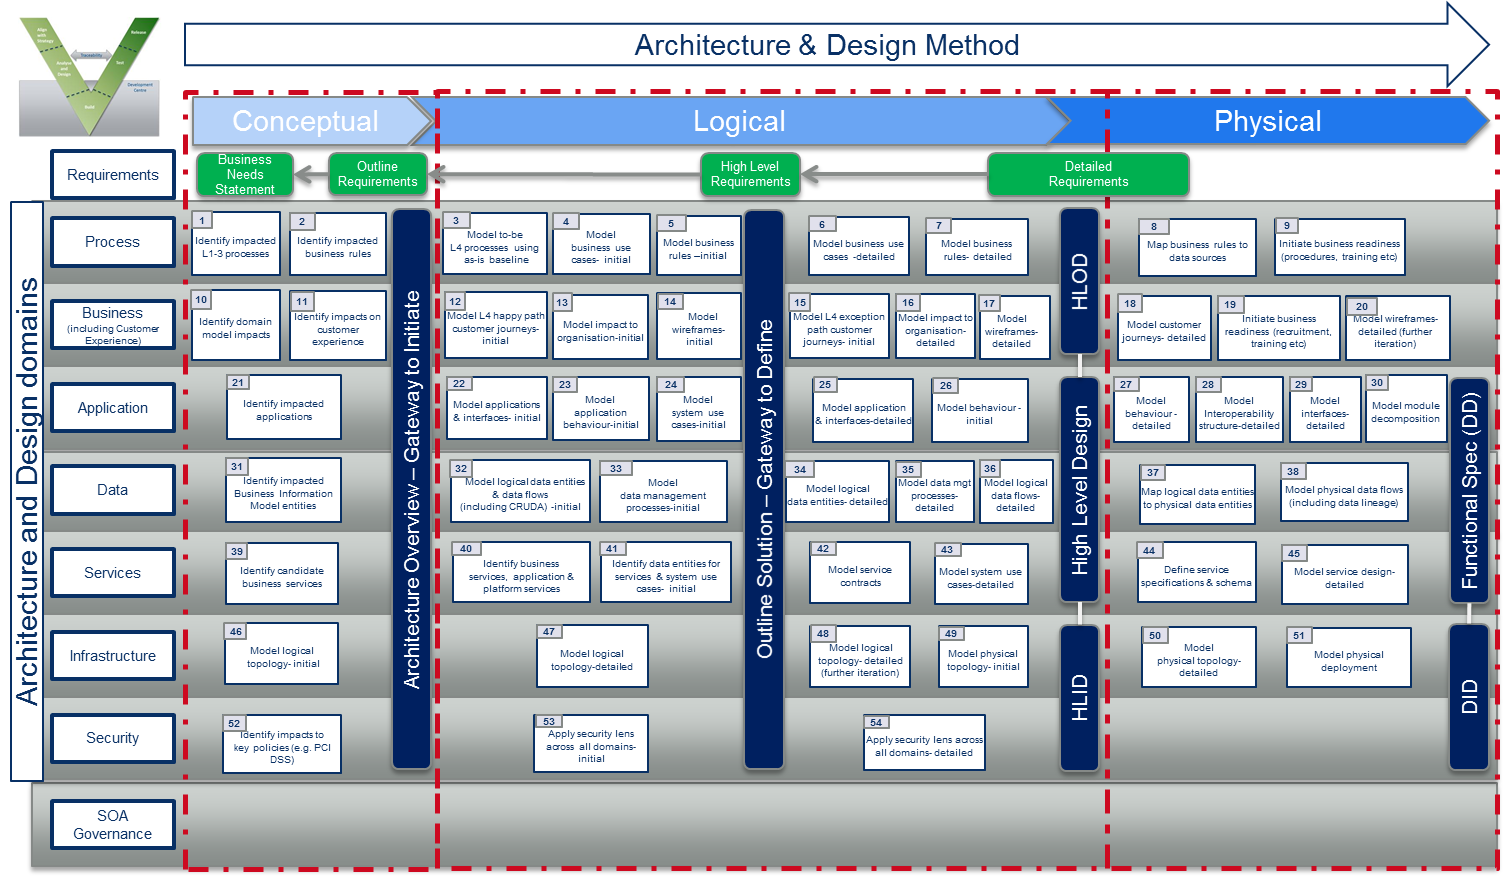 Align
with
Strategy
Release
Traceability
Analyse
and
Design
Test
Development
Centre
Build
Architecture & Design Method
Conceptual
Logical
Physical
Requirements
Business
Needs
Statement
Outline
Requirements
High Level
Requirements
Detailed
Requirements
Architecture and Design domains
Process
1
Identify impacted
L1-3 processes
2
Identify impacted
business rules
3
Model to-be
L4 processes using
as-is baseline
4
Model
business use
cases- initial
5
Model business
rules –initial
6
Model business use
cases -detailed
7
Model business
rules- detailed
8
Map business rules to
data sources
9
Initiate business readiness
(procedures, training etc)
Business
(including Customer
Experience)
10
Identify domain
model impacts
11
Identify impacts on
customer
experience
12
Model L4 happy path
customer journeys-
initial
13
Model impact to
organisation-initial
14
Model
wireframes-
initial
15
Model L4 exception
path customer
journeys- initial
16
Model impact to
organisation-
detailed
17
Model
wireframes-
detailed
18
Model customer
journeys- detailed
19
Initiate business
readiness (recruitment,
training etc)
20
Model wireframes-
detailed (further
iteration)
Application
21
Identify impacted
applications
22
Model applications
& interfaces- initial
23
Model
application
behaviour-initial
24
Model
system use
cases-initial
25
Model application
& interfaces-detailed
26
Model behaviour -
initial
27
Model
behaviour -
detailed
28
Model
Interoperability
structure-detailed
29
Model
interfaces-
detailed
30
Model module
decomposition
Data
31
Identify impacted
Business Information
Model entities
32
Model logical data entities
& data flows
(including CRUDA) -initial
33
Model
data management
processes-initial
34
Model logical
data entities-detailed
35
Model data mgt
processes-
detailed
36
Model logical
data flows-
detailed
37
Map logical data entities
to physical data entities
38
Model physical data flows
(including data lineage)
Services
39
Identify candidate
business services
40
Identify business
services, application &
platform services
41
Identify data entities for
services & system use
cases- initial
42
Model service
contracts
43
Model system use
cases-detailed
44
Define service
specifications & schema
45
Model service design-
detailed
Infrastructure
46
Model logical
topology- initial
47
Model logical
topology-detailed
48
Model logical
topology- detailed
(further iteration)
49
Model physical
topology- initial
50
Model
physical topology-
detailed
51
Model physical
deployment
Security
52
Identify impacts to
key policies (e.g. PCI
DSS)
53
Apply security lens
across all domains-
initial
54
Apply security lens across
all domains- detailed
SOA
Governance
Architecture Overview – Gateway to Initiate
Outline Solution – Gateway to Define
HLOD
High Level Design
HLID
Functional Spec (DD)
DID